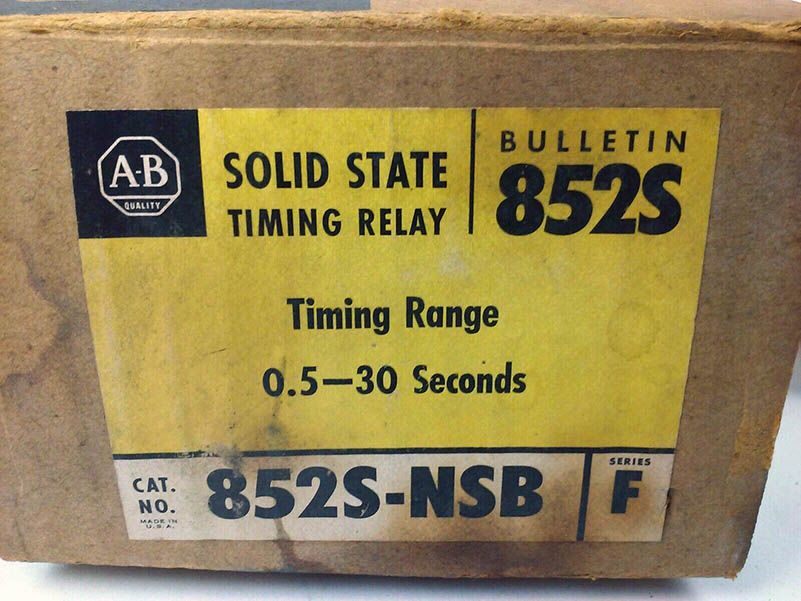 A-B
QUALITY
SOLID STATE
TIMING RELAY
BULLETIN
852S
Timing Range
0.5—30 Seconds
CAT.
NO.
MADE IN
U.S.A.
852S-NSB
SERIES
F